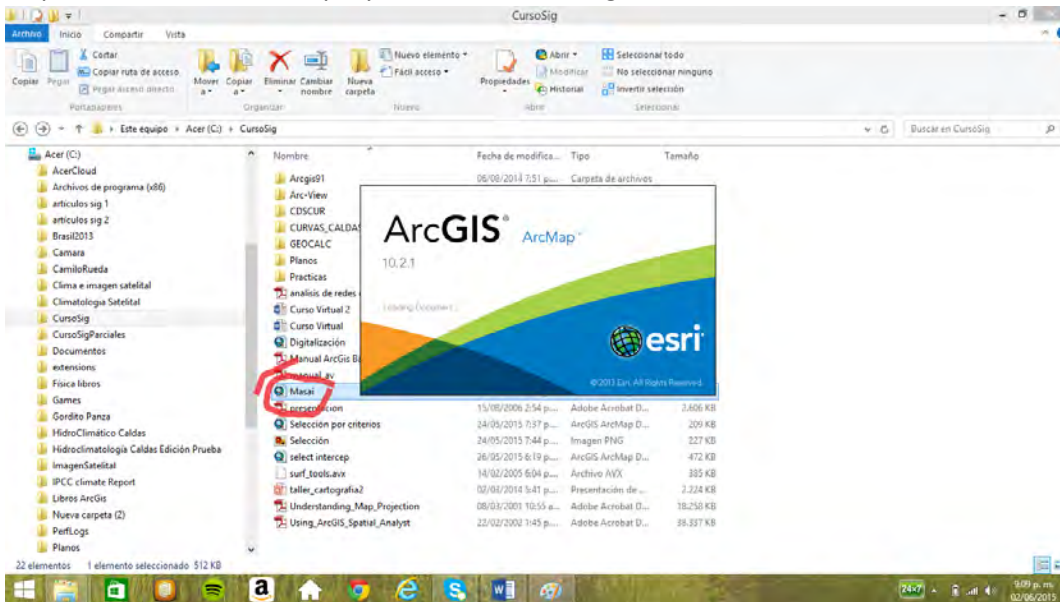 CursoSig
Archivo Inicio Compartir Vista
Copiar Pegar Cortar Copiar ruta de acceso Pegar acceso directo
Mover a Copiar a Eliminar Cambiar nombre Nueva carpeta
Nuevo elemento Fácil acceso
Propiedades Abrir Modificar Historial
Seleccionar todo No seleccionar ninguno Invertir selección
Portapapeles Organizar Nuevo Abrir Seleccionar
Este equipo Acer (C:) CursoSig Buscar en CursoSig
Acer (C:)
AcerCloud
Archivos de programa (x86)
artículos sig 1
artículos sig 2
Brasil2013
Camara
CamiloRueda
Clima e imagen satelital
Climatologia Satelital
CursoSig
CursoSigParciales
Documentos
extensions
Fisica libros
Games
Gordito Panza
HidroClimático Caldas
Hidroclimatología Caldas Edición Prueba
ImagenSatelital
IPCC climate Report
Libros ArcGis
Nueva carpeta (2)
PerfLogs
Planos
Nombre Fecha de modifica... Tipo Tamaño
Arcgis91 06/08/2014 7:51 p.... Carpeta de archivos
Arc-View
CDSCUR
CURVAS_CALDAS
GEOCALC
Planos
Practicas
analisis de redes
Curso Virtual 2
Curso Virtual
Digitalización
Manual ArcGis
manual_av
Masai
presentacion 15/08/2006 2:54 p.... Adobe Acrobat D... 2.606 KB
Selección por criterios 24/05/2015 7:37 p.... ArcGIS ArcMap D... 209 KB
Selección 24/05/2015 7:44 p.... Imagen PNG 227 KB
select intercep 26/05/2015 6:19 p.... ArcGIS ArcMap D... 472 KB
surf_tools.avx 14/02/2005 6:04 p.... Archivo AVX 385 KB
taller_cartografia2 02/03/2014 5:41 p.... Presentación de ... 2.224 KB
Understanding_Map_Projection 08/03/2001 10:55 a... Adobe Acrobat D... 18.258 KB
Using_ArcGIS_Spatial_Analyst 22/02/2002 1:45 p.... Adobe Acrobat D... 38.337 KB
ArcGIS® ArcMap™
10.2.1
Loading Document...
esri
©2013 Esri. All Rights Reserved.
22 elementos 1 elemento seleccionado 512 KB
24×7 9:09 p. m.
02/06/2015